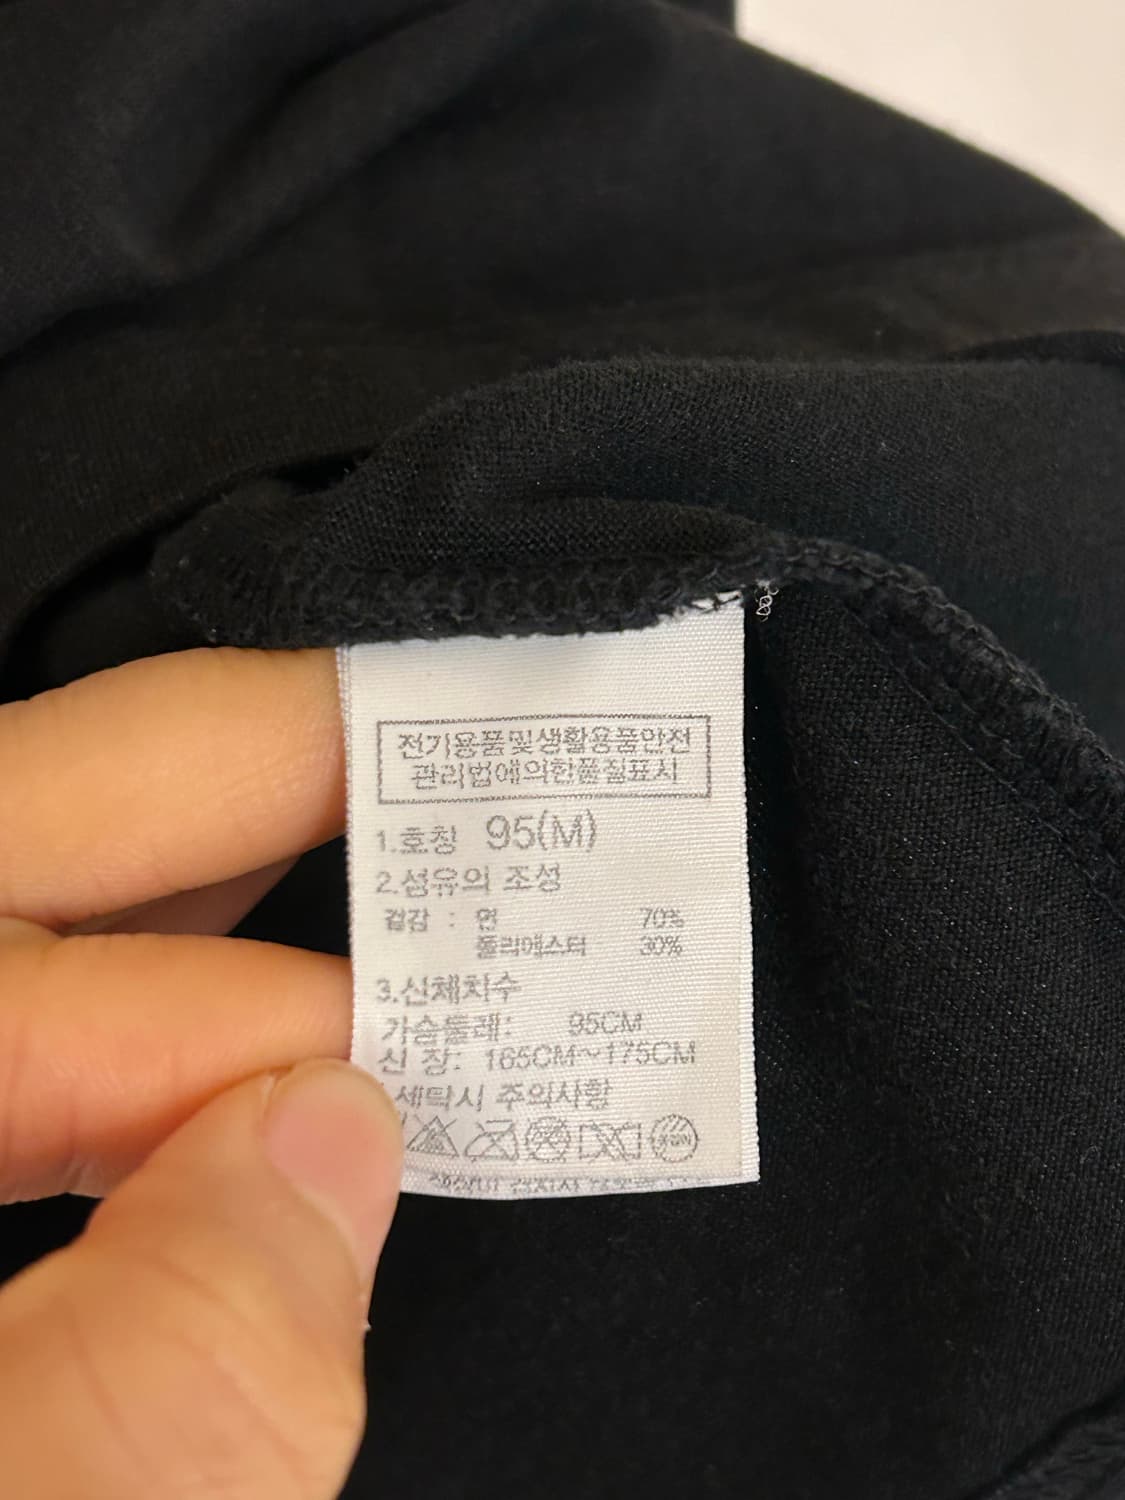 전기용품및생활용품안전
관리법에의한품질표시
1.호칭 95(M)
2.섬유의 조성
겉감 : 면 70%
폴리에스터 30%
3.신체치수
가슴둘레: 95CM
신 장: 165CM~175CM
세탁시 주의사항